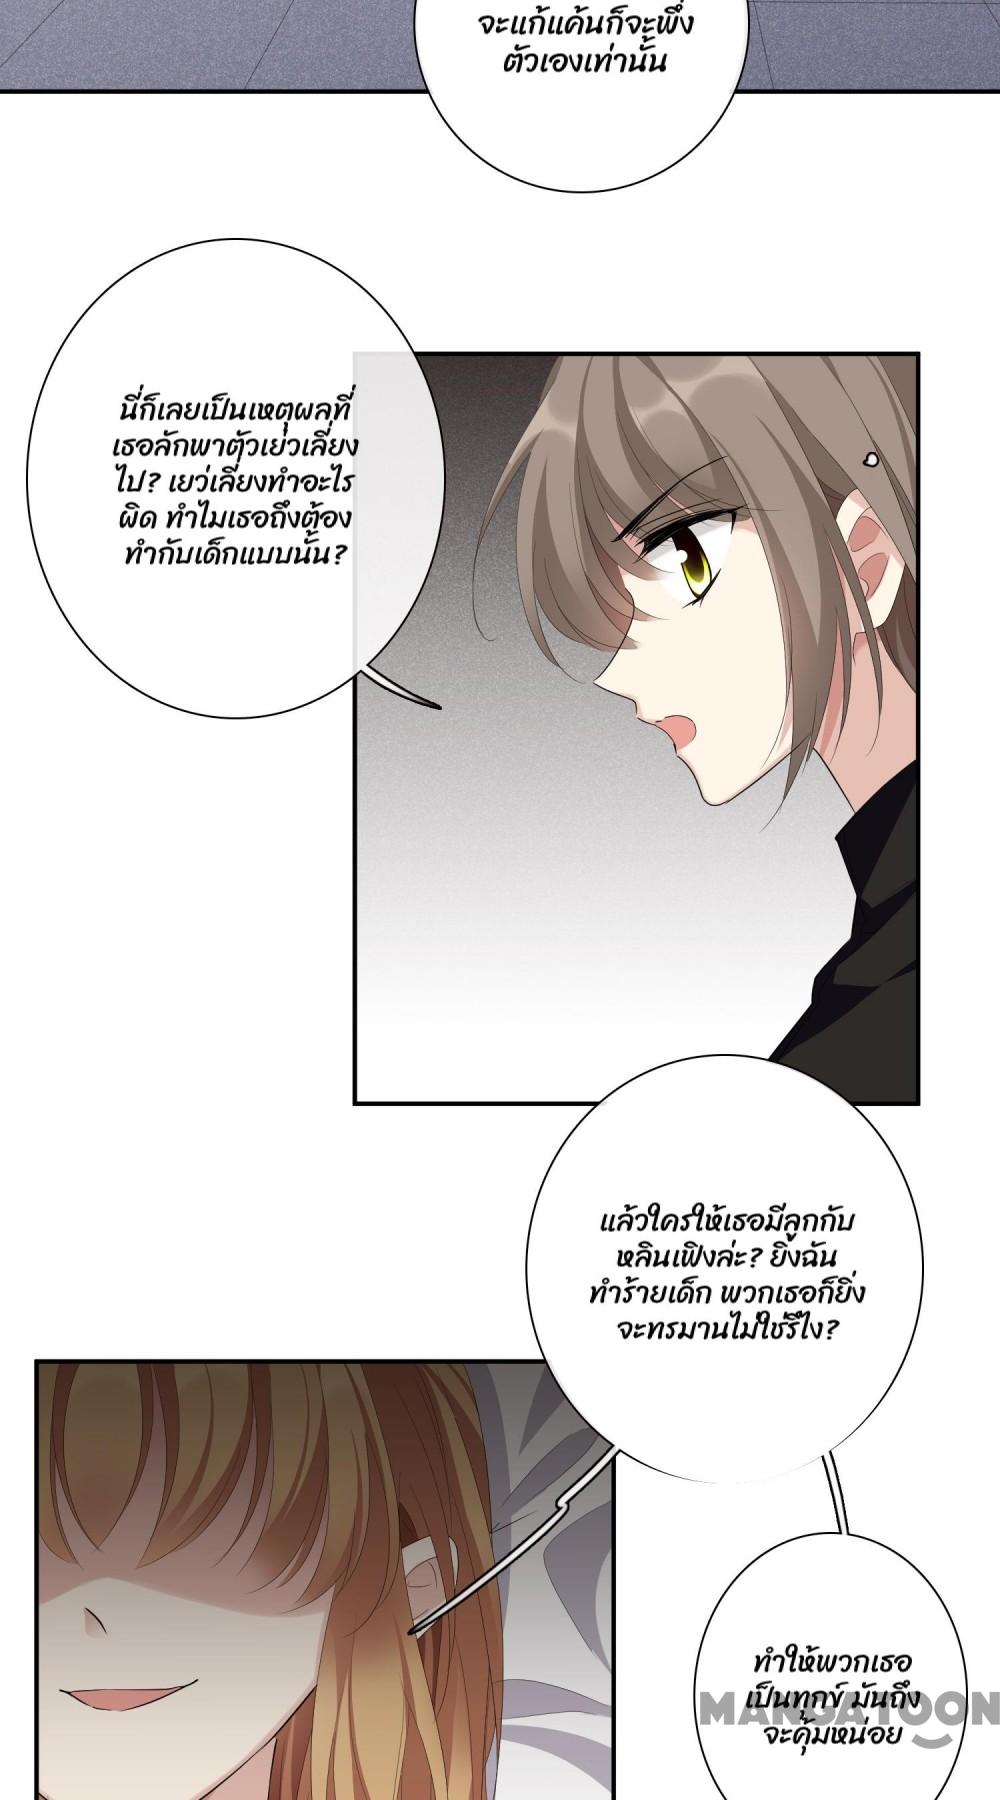 จะแก้แค้นก็จะพึ่ง
ตัวเองเท่านั้น
นี่ก็เลยเป็นเหตุผลที่
เธอลักพาตัวเย่วเลี่ยง
ไป? เยว่เลี่ยงทำอะไร
ผิด ทำไมเธอถึงต้อง
ทำกับเด็กแบบนั้น?
แล้วใครให้เธอมีลูกกับ
หลินเฟิงล่ะ? ยิ่งฉัน
ทำร้ายเด็ก พวกเธอก็ยิ่ง
จะทรมานไม่ใช่รึไง?
ทำให้พวกเธอ
เป็นทุกข์ มันถึง
จะคุ้มหน่อย
MANGATOON